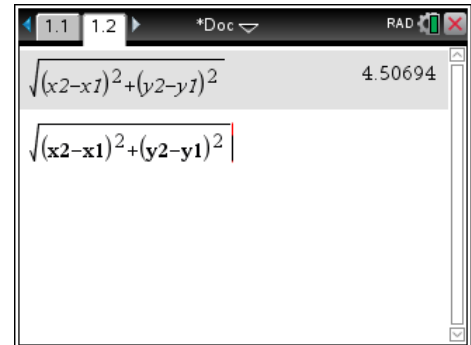 1.1 1.2 *Doc RAD
√(x2–x1)²+(y2–y1)² 4.50694
√(x2–x1)²+(y2–y1)²